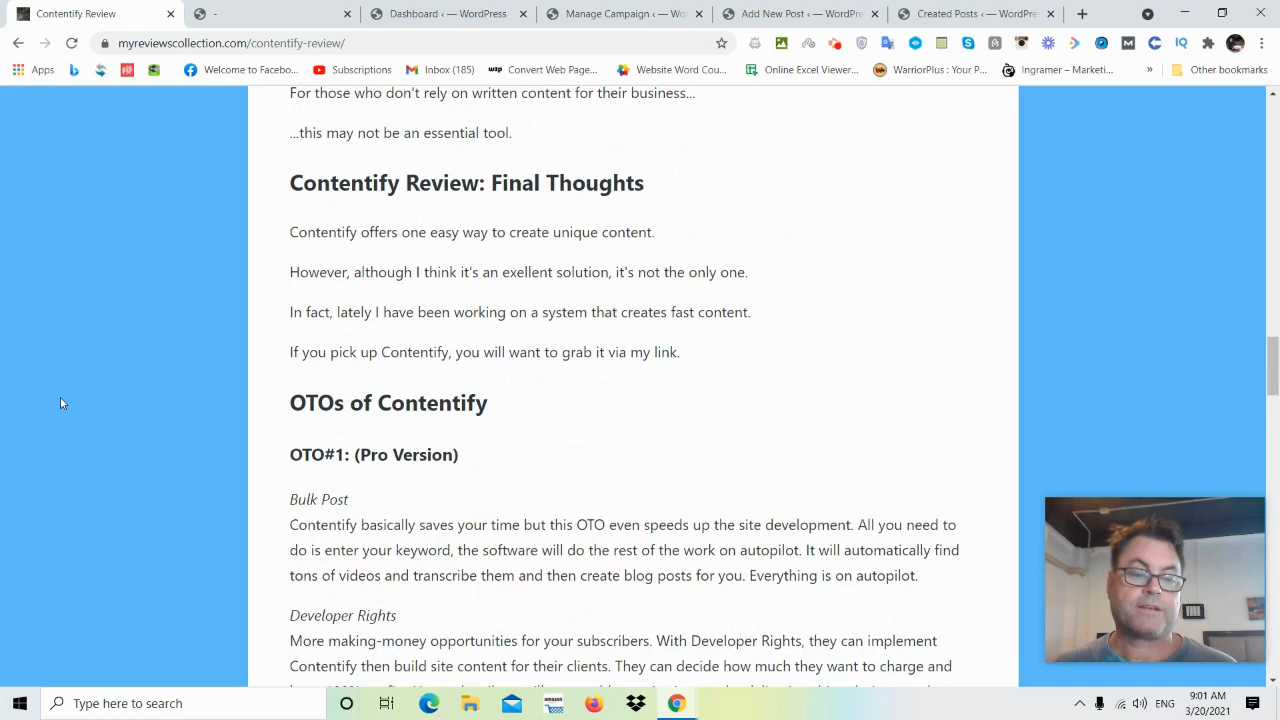 Contentify Review
-
Dashboard ‹ — WordPress
Manage Campaign ‹ — Wo
Add New Post ‹ — WordPre
Created Posts ‹ — WordPre
myreviewscollection.com/contentify-review/
Apps
Welcome to Facebo...
Subscriptions
Inbox (185)
Convert Web Page...
Website Word Cou...
Online Excel Viewer...
WarriorPlus : Your P...
Ingramer – Marketi...
»
Other bookmarks
For those who don't rely on written content for their business...
...this may not be an essential tool.
Contentify Review: Final Thoughts
Contentify offers one easy way to create unique content.
However, although I think it's an exellent solution, it's not the only one.
In fact, lately I have been working on a system that creates fast content.
If you pick up Contentify, you will want to grab it via my link.
OTOs of Contentify
OTO#1: (Pro Version)
Bulk Post
Contentify basically saves your time but this OTO even speeds up the site development. All you need to
do is enter your keyword, the software will do the rest of the work on autopilot. It will automatically find
tons of videos and transcribe them and then create blog posts for you. Everything is on autopilot.
Developer Rights
More making-money opportunities for your subscribers. With Developer Rights, they can implement
Contentify then build site content for their clients. They can decide how much they want to charge and
Type here to search
ENG
9:01 AM
3/20/2021